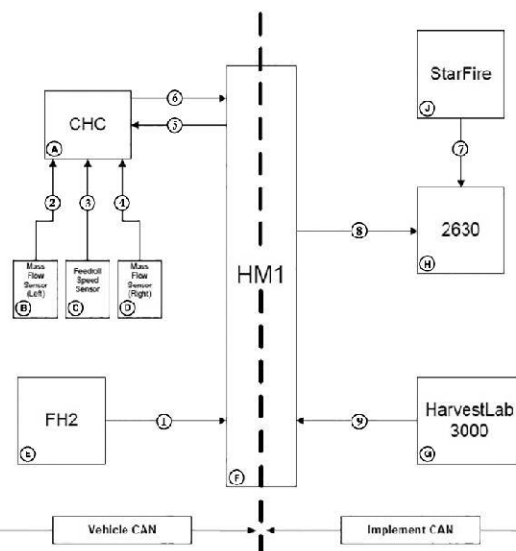 StarFire
J
6
CHC
5
A
7
2
3
4
8
2630
H
HM1
Mass
Flow
Sensor
(Left)
B
Feedroll
Speed
Sensor
C
Mass
Flow
Sensor
(Right)
D
FH2
E
1
9
HarvestLab
3000
G
F
Vehicle CAN
Implement CAN